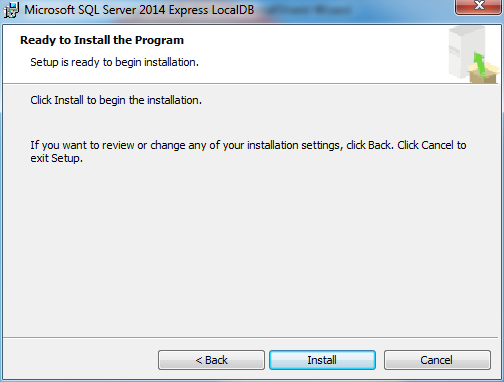 Microsoft SQL Server 2014 Express LocalDB
Ready to Install the Program
Setup is ready to begin installation.
Click Install to begin the installation.
If you want to review or change any of your installation settings, click Back. Click Cancel to
exit Setup.
< Back
Install
Cancel